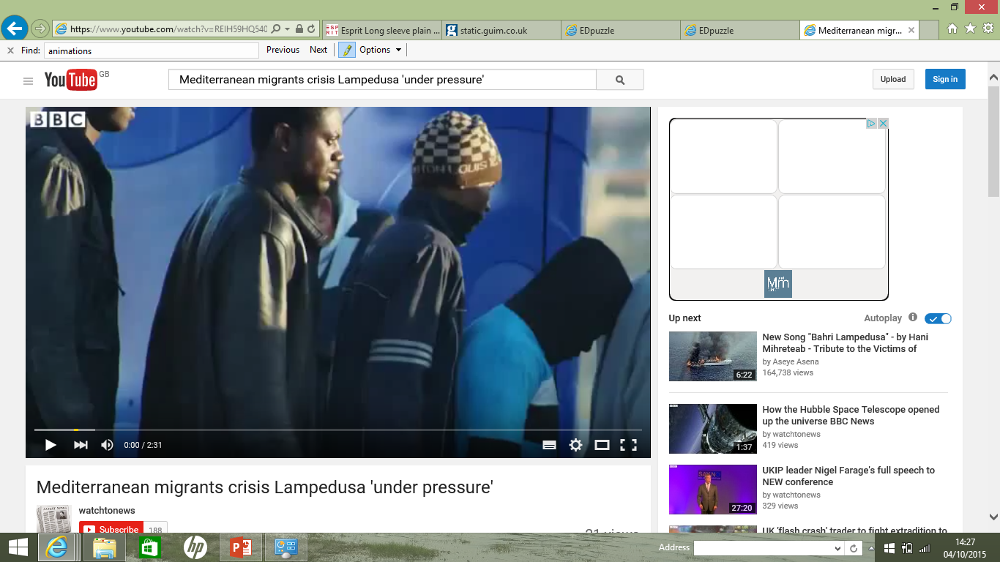 https://www.youtube.com/watch?v=REIH59HQ540
Esprit Long sleeve plain ...
static.guim.co.uk
EDpuzzle
EDpuzzle
Mediterranean migr...
Find: animations Previous Next Options
YouTube GB
Mediterranean migrants crisis Lampedusa 'under pressure'
Upload
Sign in
BBC
LOUIS
0:00 / 2:31
Mm
Up next
Autoplay
New Song "Bahri Lampedusa" - by Hani
Mihreteab - Tribute to the Victims of
by Aseye Asena
164,738 views
6:22
How the Hubble Space Telescope opened
up the universe BBC News
by watchtonews
419 views
1:37
UKIP leader Nigel Farage's full speech to
NEW conference
by watchtonews
329 views
27:20
UK 'flash crash' trader to fight extradition to
Mediterranean migrants crisis Lampedusa 'under pressure'
LATEST NEWS
watchtonews
Subscribe 188
21 views
hp
Address
14:27
04/10/2015